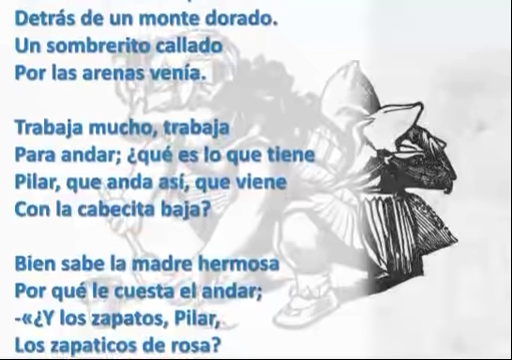 Detrás de un monte dorado.
Un sombrerito callado
Por las arenas venía.
Trabaja mucho, trabaja
Para andar; ¿qué es lo que tiene
Pilar, que anda así, que viene
Con la cabecita baja?
Bien sabe la madre hermosa
Por qué le cuesta el andar;
-«¿Y los zapatos, Pilar,
Los zapaticos de rosa?